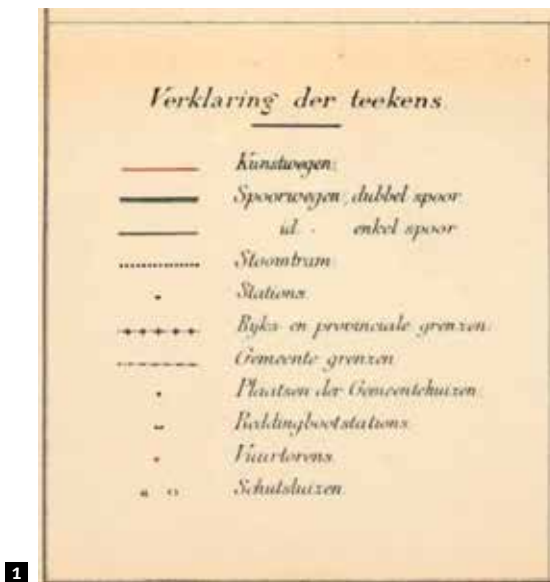 Verklaring der teekens
Kunstwegen.
Spoorwegen, dubbel spoor
id. enkel spoor
Stoomtram
Stations
Ryks- en provinciale grenzen.
Gemeente grenzen
Plaatsen der Gemeentehuizen.
Reddingbootstations
Vuurtorens
Schutsluizen
1